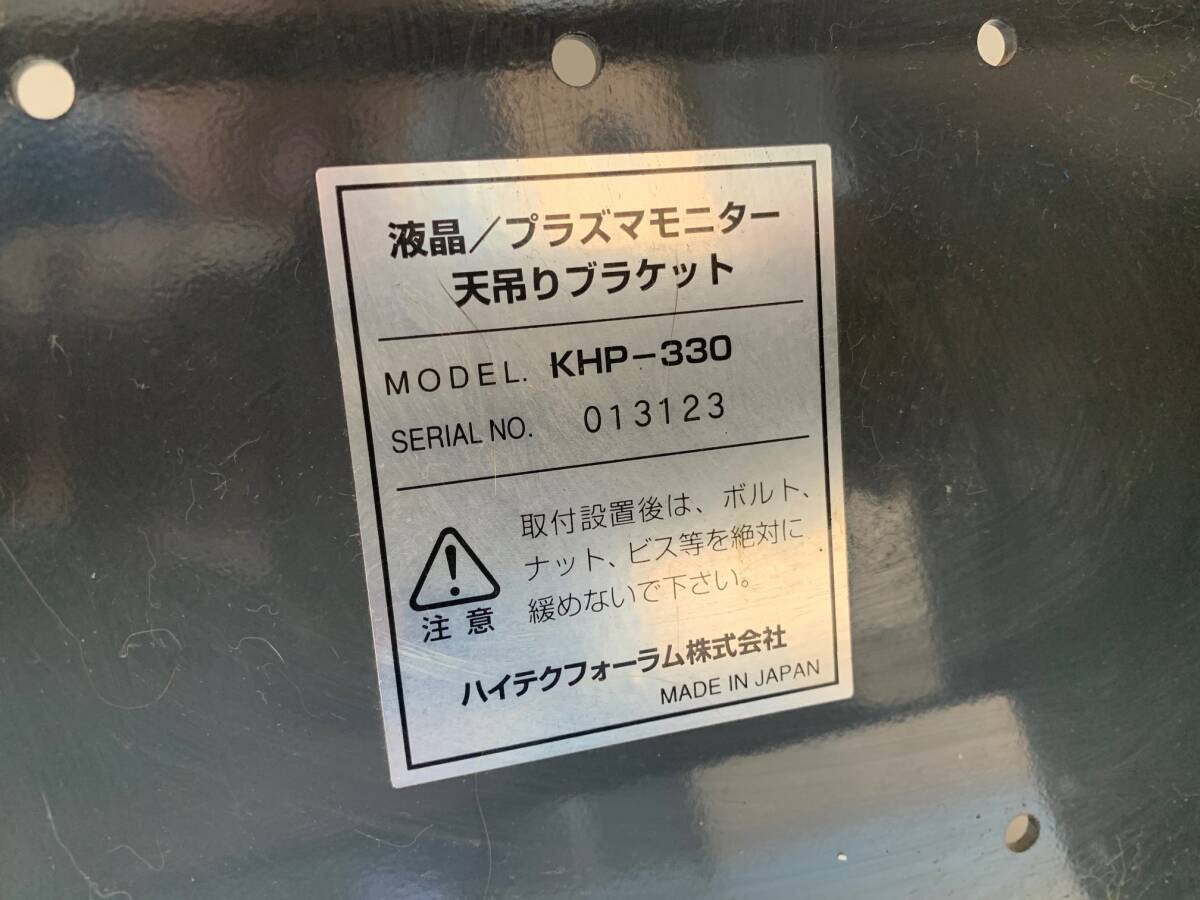 液晶／プラズマモニター
天吊りブラケット
MODEL. KHP-330
SERIAL NO. 013123
取付設置後は、ボルト、
ナット、ビス等を絶対に
緩めないで下さい。
注意
ハイテクフォーラム株式会社
MADE IN JAPAN